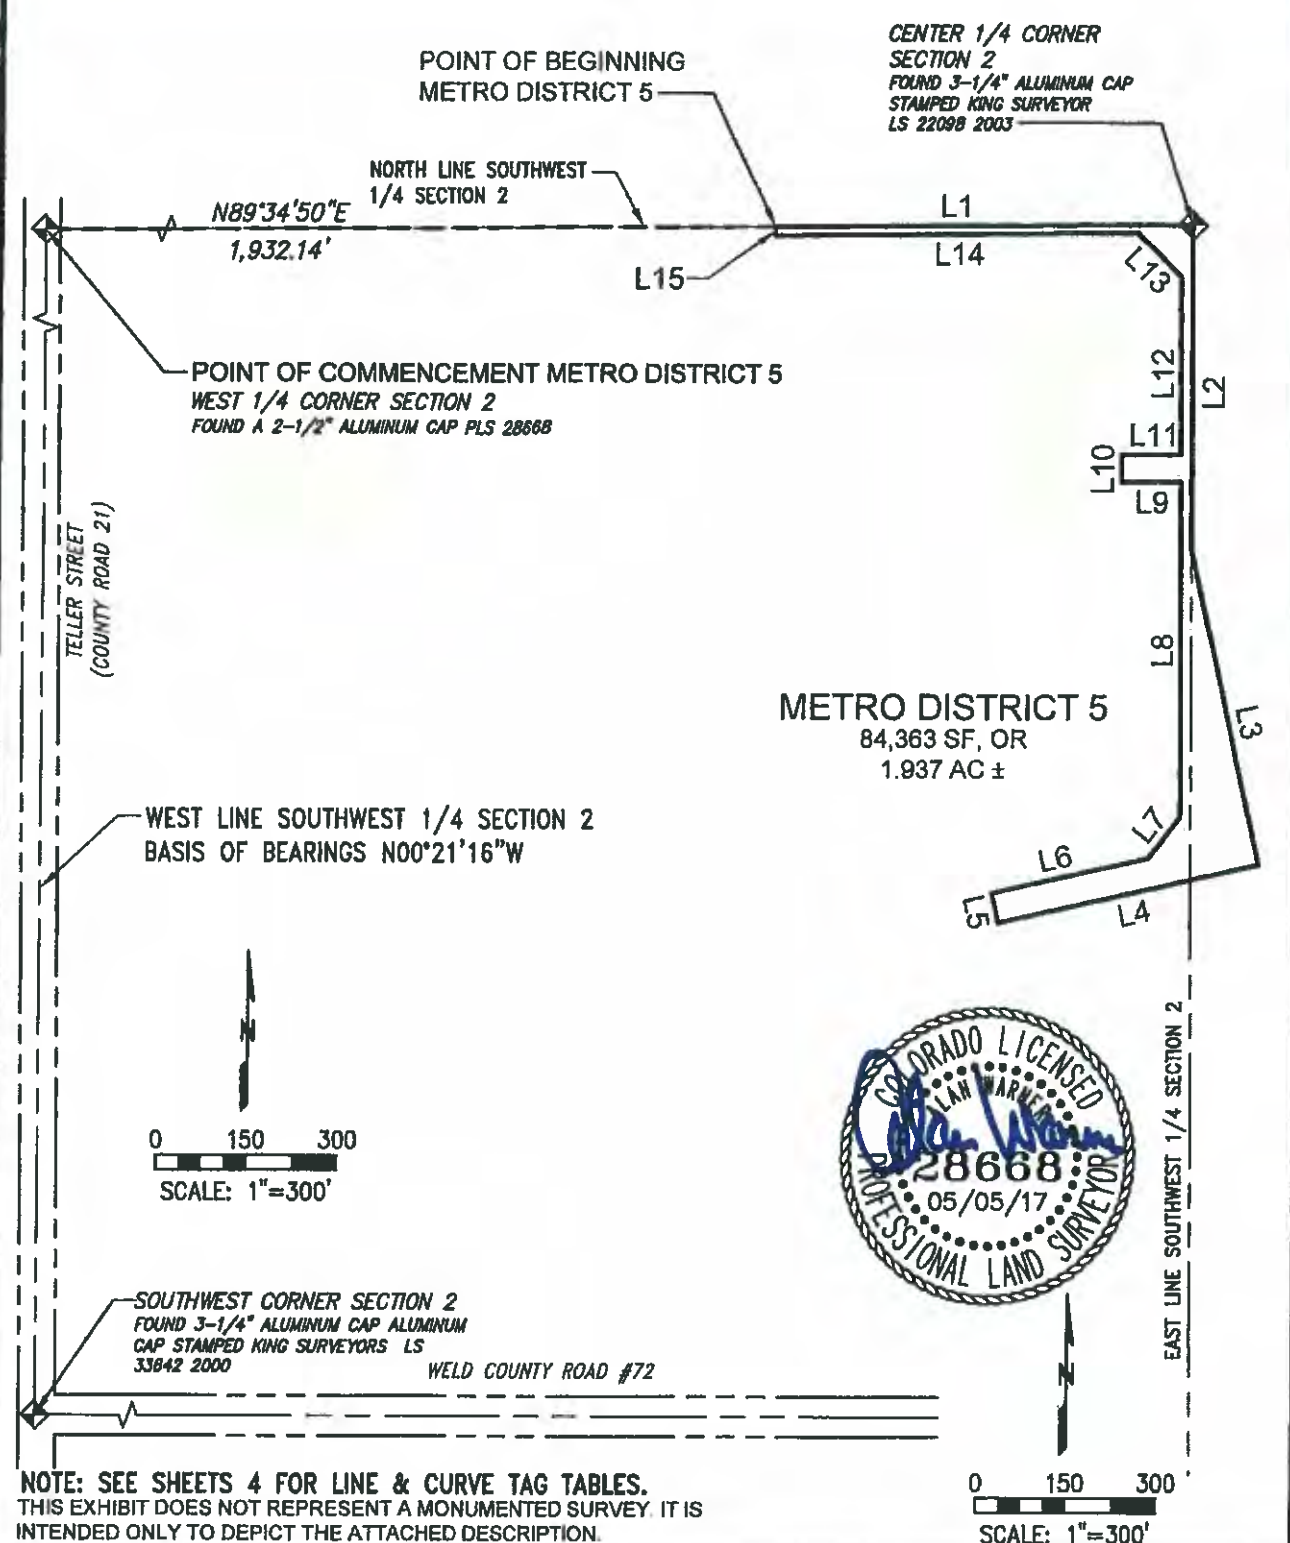 POINT OF BEGINNING
METRO DISTRICT 5
CENTER 1/4 CORNER
SECTION 2
FOUND 3-1/4" ALUMINUM CAP
STAMPED KING SURVEYOR
LS 22098 2003
NORTH LINE SOUTHWEST
1/4 SECTION 2
N89°34'50"E
1,932.14'
L1
L14
L15
L13
L12
L2
L11
L10
L9
L8
L3
L7
L6
L5
L4
POINT OF COMMENCEMENT METRO DISTRICT 5
WEST 1/4 CORNER SECTION 2
FOUND A 2-1/2" ALUMINUM CAP PLS 28668
TELLER STREET
(COUNTY ROAD 21)
METRO DISTRICT 5
84,363 SF, OR
1.937 AC ±
WEST LINE SOUTHWEST 1/4 SECTION 2
BASIS OF BEARINGS N00°21'16"W
N
0 150 300
SCALE: 1"=300'
COLORADO LICENSED
ALAN WARNER
28668
05/05/17
PROFESSIONAL LAND SURVEYOR
EAST LINE SOUTHWEST 1/4 SECTION 2
SOUTHWEST CORNER SECTION 2
FOUND 3-1/4" ALUMINUM CAP ALUMINUM
CAP STAMPED KING SURVEYORS LS
33642 2000
WELD COUNTY ROAD #72
N
0 150 300 '
SCALE: 1"=300'
NOTE: SEE SHEETS 4 FOR LINE & CURVE TAG TABLES.
THIS EXHIBIT DOES NOT REPRESENT A MONUMENTED SURVEY. IT IS
INTENDED ONLY TO DEPICT THE ATTACHED DESCRIPTION.